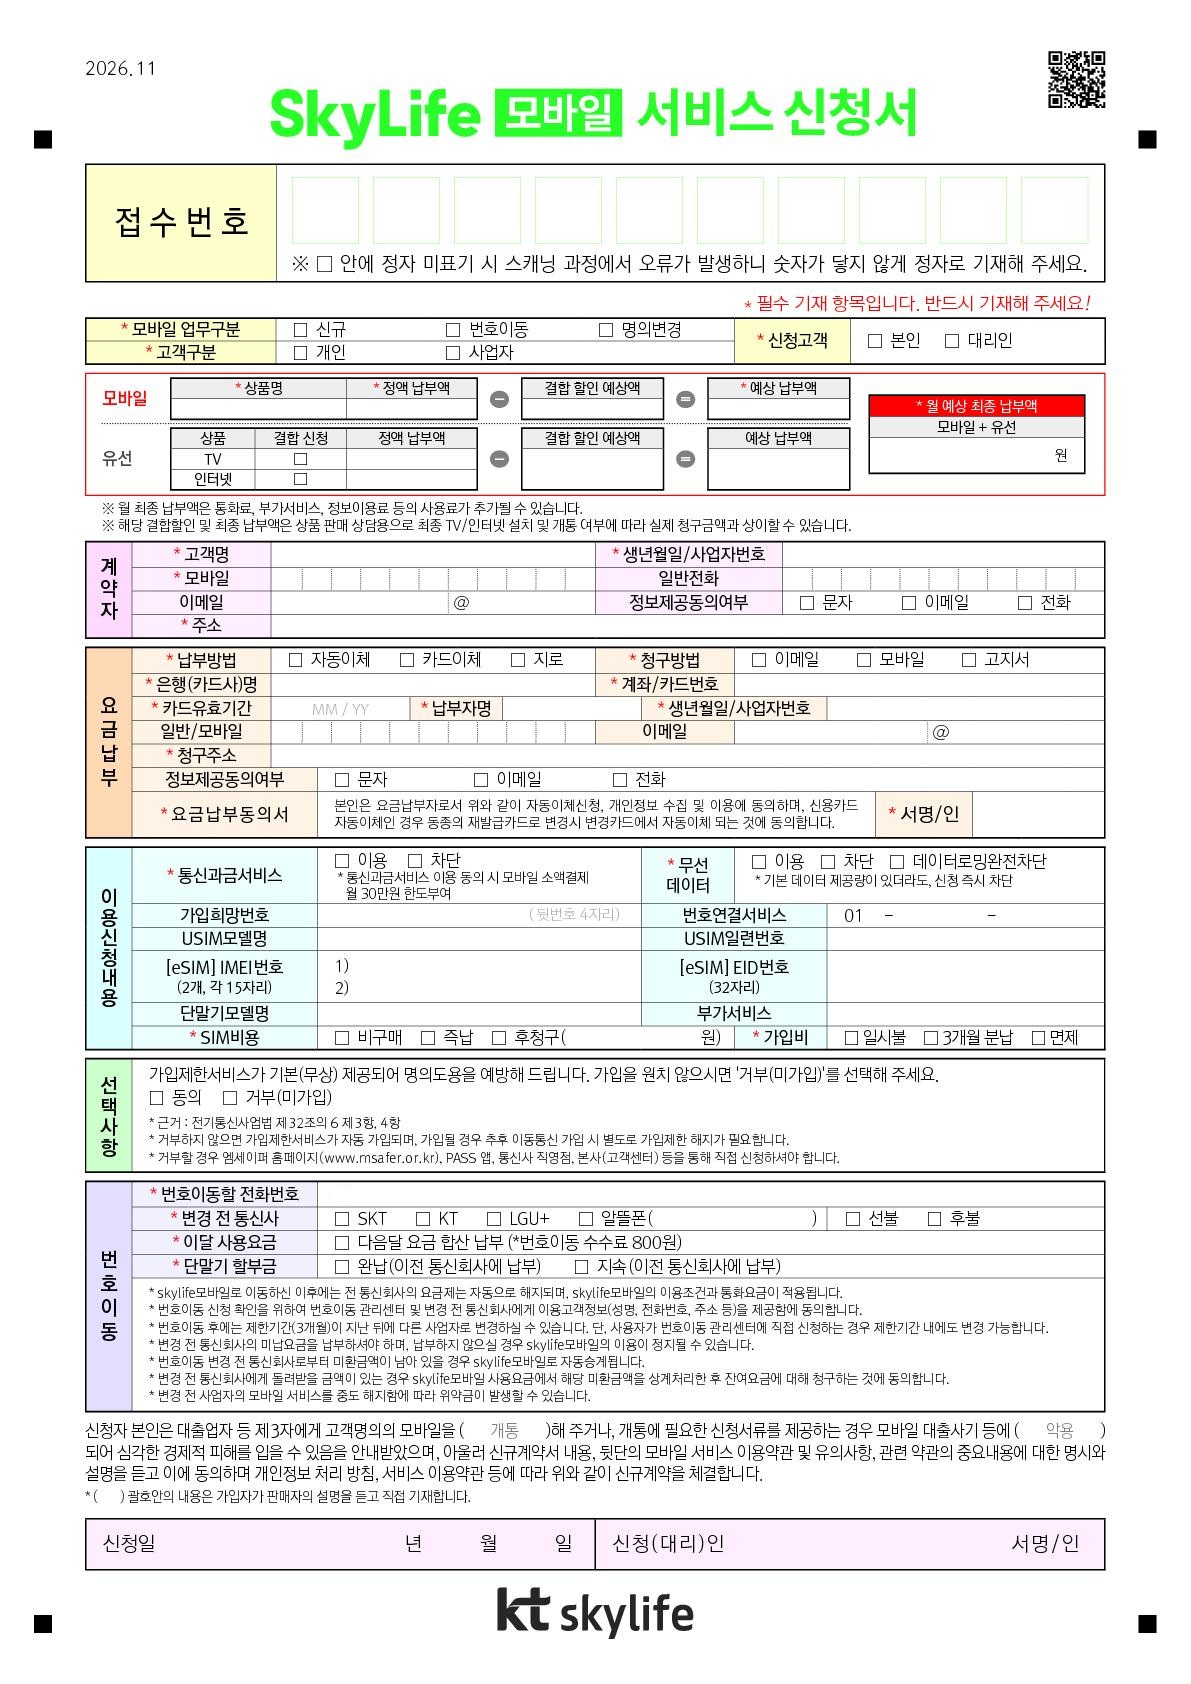 2026.11
SkyLife 모바일 서비스 신청서
접수번호
※ □ 안에 정자 미표기 시 스캐닝 과정에서 오류가 발생하니 숫자가 닿지 않게 정자로 기재해 주세요.
* 필수 기재 항목입니다. 반드시 기재해 주세요!
* 모바일 업무구분 □ 신규 □ 번호이동 □ 명의변경
* 고객구분 □ 개인 □ 사업자
* 신청고객 □ 본인 □ 대리인
모바일 * 상품명 * 정액 납부액 - 결합 할인 예상액 = * 예상 납부액
유선 상품 결합 신청 정액 납부액 - 결합 할인 예상액 = 예상 납부액
TV □
인터넷 □
* 월 예상 최종 납부액
모바일 + 유선
원
※ 월 최종 납부액은 통화료, 부가서비스, 정보이용료 등의 사용료가 추가될 수 있습니다.
※ 해당 결합할인 및 최종 납부액은 상품 판매 상담용으로 최종 TV/인터넷 설치 및 개통 여부에 따라 실제 청구금액과 상이할 수 있습니다.
계약자
* 고객명 * 생년월일/사업자번호
* 모바일 일반전화
이메일 @ 정보제공동의여부 □ 문자 □ 이메일 □ 전화
* 주소
요금납부
* 납부방법 □ 자동이체 □ 카드이체 □ 지로 * 청구방법 □ 이메일 □ 모바일 □ 고지서
* 은행(카드사)명 * 계좌/카드번호
* 카드유효기간 MM / YY * 납부자명 * 생년월일/사업자번호
일반/모바일 이메일 @
* 청구주소
정보제공동의여부 □ 문자 □ 이메일 □ 전화
* 요금납부동의서 본인은 요금납부자로서 위와 같이 자동이체신청, 개인정보 수집 및 이용에 동의하며, 신용카드
자동이체인 경우 동종의 재발급카드로 변경시 변경카드에서 자동이체 되는 것에 동의합니다.
* 서명/인
이용신청내용
* 통신과금서비스 □ 이용 □ 차단
* 통신과금서비스 이용 동의 시 모바일 소액결제
월 30만원 한도부여
* 무선
데이터
□ 이용 □ 차단 □ 데이터로밍완전차단
* 기본 데이터 제공량이 있더라도, 신청 즉시 차단
가입희망번호 (뒷번호 4자리) 번호연결서비스 01 - -
USIM모델명 USIM일련번호
[eSIM] IMEI번호
(2개, 각 15자리)
1)
2)
[eSIM] EID번호
(32자리)
단말기모델명 부가서비스
* SIM비용 □ 비구매 □ 즉납 □ 후청구( 원) * 가입비 □ 일시불 □ 3개월 분납 □ 면제
선택사항
가입제한서비스가 기본(무상) 제공되어 명의도용을 예방해 드립니다. 가입을 원치 않으시면 '거부(미가입)'를 선택해 주세요.
□ 동의 □ 거부(미가입)
* 근거 : 전기통신사업법 제32조의 6 제3항, 4항
* 거부하지 않으면 가입제한서비스가 자동 가입되며, 가입될 경우 추후 이동통신 가입 시 별도로 가입제한 해지가 필요합니다.
* 거부할 경우 엠세이퍼 홈페이지(www.msafer.or.kr), PASS 앱, 통신사 직영점, 본사(고객센터) 등을 통해 직접 신청하셔야 합니다.
번호이동
* 번호이동할 전화번호
* 변경 전 통신사 □ SKT □ KT □ LGU+ □ 알뜰폰( ) □ 선불 □ 후불
* 이달 사용요금 □ 다음달 요금 합산 납부 (*번호이동 수수료 800원)
* 단말기 할부금 □ 완납(이전 통신회사에 납부) □ 지속(이전 통신회사에 납부)
* skylife모바일로 이동하신 이후에는 전 통신회사의 요금제는 자동으로 해지되며, skylife모바일의 이용조건과 통화요금이 적용됩니다.
* 번호이동 신청 확인을 위하여 번호이동 관리센터 및 변경 전 통신회사에게 이용고객정보(성명, 전화번호, 주소 등)을 제공함에 동의합니다.
* 번호이동 후에는 제한기간(3개월)이 지난 뒤에 다른 사업자로 변경하실 수 있습니다. 단, 사용자가 번호이동 관리센터에 직접 신청하는 경우 제한기간 내에도 변경 가능합니다.
* 변경 전 통신회사의 미납요금을 납부하셔야 하며, 납부하지 않으실 경우 skylife모바일의 이용이 정지될 수 있습니다.
* 번호이동 변경 전 통신회사로부터 미환금액이 남아 있을 경우 skylife모바일로 자동승계됩니다.
* 변경 전 통신회사에게 돌려받을 금액이 있는 경우 skylife모바일 사용요금에서 해당 미환금액을 상계처리한 후 잔여요금에 대해 청구하는 것에 동의합니다.
* 변경 전 사업자의 모바일 서비스를 중도 해지함에 따라 위약금이 발생할 수 있습니다.
신청자 본인은 대출업자 등 제3자에게 고객명의의 모바일을 ( 개통 )해 주거나, 개통에 필요한 신청서류를 제공하는 경우 모바일 대출사기 등에 ( 악용 )
되어 심각한 경제적 피해를 입을 수 있음을 안내받았으며, 아울러 신규계약서 내용, 뒷단의 모바일 서비스 이용약관 및 유의사항, 관련 약관의 중요내용에 대한 명시와
설명을 듣고 이에 동의하며 개인정보 처리 방침, 서비스 이용약관 등에 따라 위와 같이 신규계약을 체결합니다.
* ( ) 괄호안의 내용은 가입자가 판매자의 설명을 듣고 직접 기재합니다.
신청일 년 월 일 신청(대리)인 서명/인
kt skylife